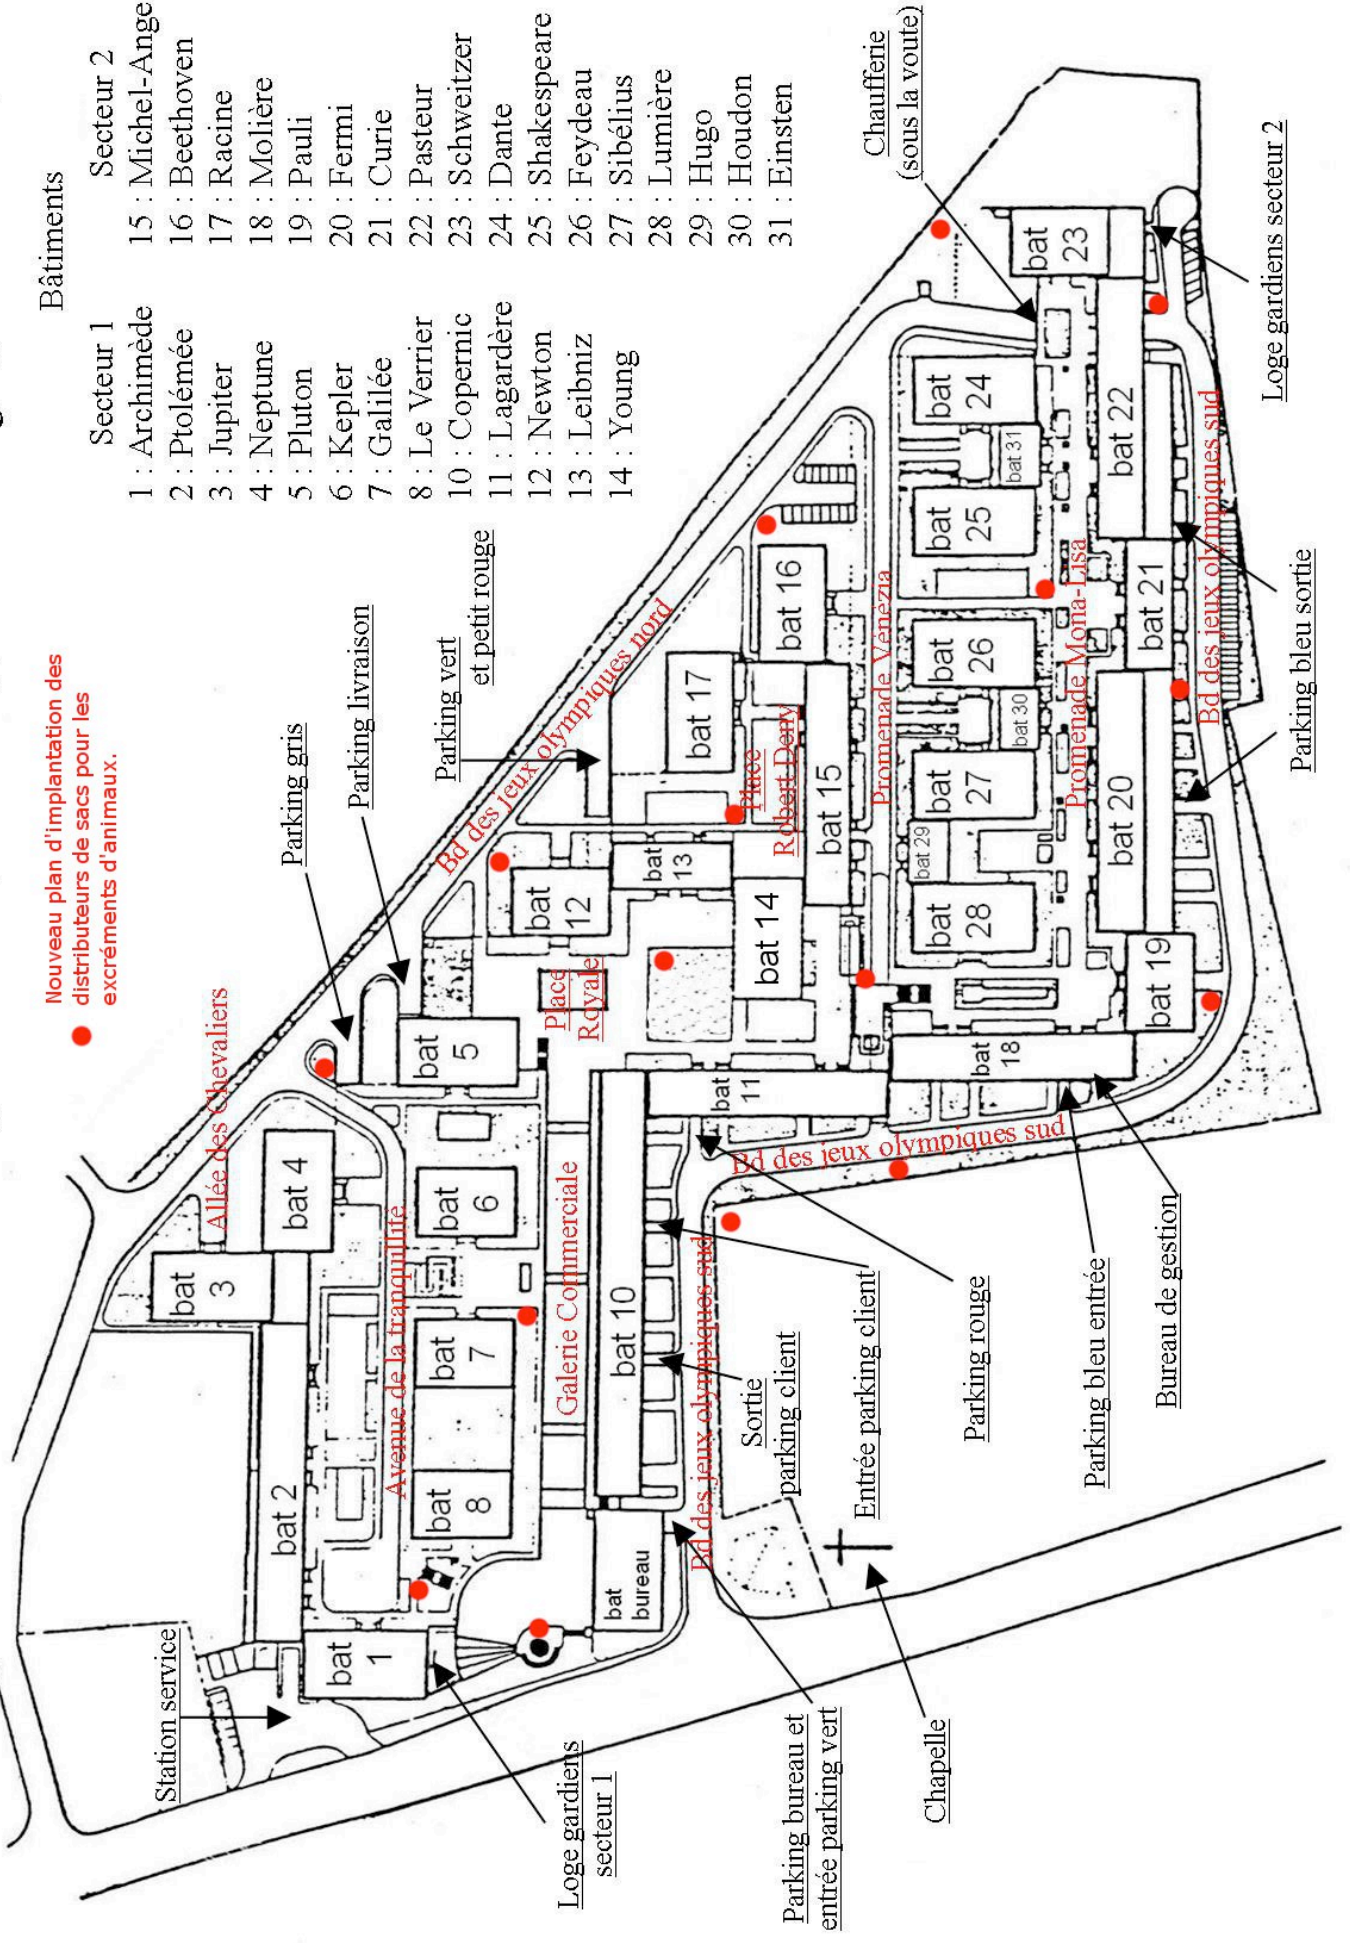 Bâtiments
Secteur 1
1 : Archimède
2 : Ptolémée
3 : Jupiter
4 : Neptune
5 : Pluton
6 : Kepler
7 : Galilée
8 : Le Verrier
10 : Copernic
11 : Lagardère
12 : Newton
13 : Leibniz
14 : Young
Secteur 2
15 : Michel-Ange
16 : Beethoven
17 : Racine
18 : Molière
19 : Pauli
20 : Fermi
21 : Curie
22 : Pasteur
23 : Schweitzer
24 : Dante
25 : Shakespeare
26 : Feydeau
27 : Sibélius
28 : Lumière
29 : Hugo
30 : Houdon
31 : Einsten
Nouveau plan d'implantation des
distributeurs de sacs pour les
excréments d'animaux.
Station service
Allée des Chevaliers
Parking gris
Parking livraison
Parking vert
et petit rouge
Bd des jeux olympiques nord
Chaufferie
(sous la voute)
bat
3
bat 4
bat 2
bat
1
Avenue de la tranquillité
bat
5
bat
6
bat
7
bat
8
Galerie Commerciale
Place
Royale
bat
12
bat
13
bat 17
bat 16
Place
Robert Deny
bat 14
bat 15
bat 10
bat
bureau
bat
11
Promenade Vénézia
bat
28
bat 29
bat
27
bat 30
bat
26
bat
25
bat 31
bat
24
bat
23
Promenade Mona-Lisa
bat
18
bat 19
bat 20
bat 21
bat 22
Bd des jeux olympiques sud
Bd des jeux olympiques sud
Bd des jeux olympiques sud
Loge gardiens
secteur 1
Parking bureau et
entrée parking vert
Chapelle
Sortie
parking client
Entrée parking client
Parking rouge
Parking bleu entrée
Bureau de gestion
Parking bleu sortie
Loge gardiens secteur 2